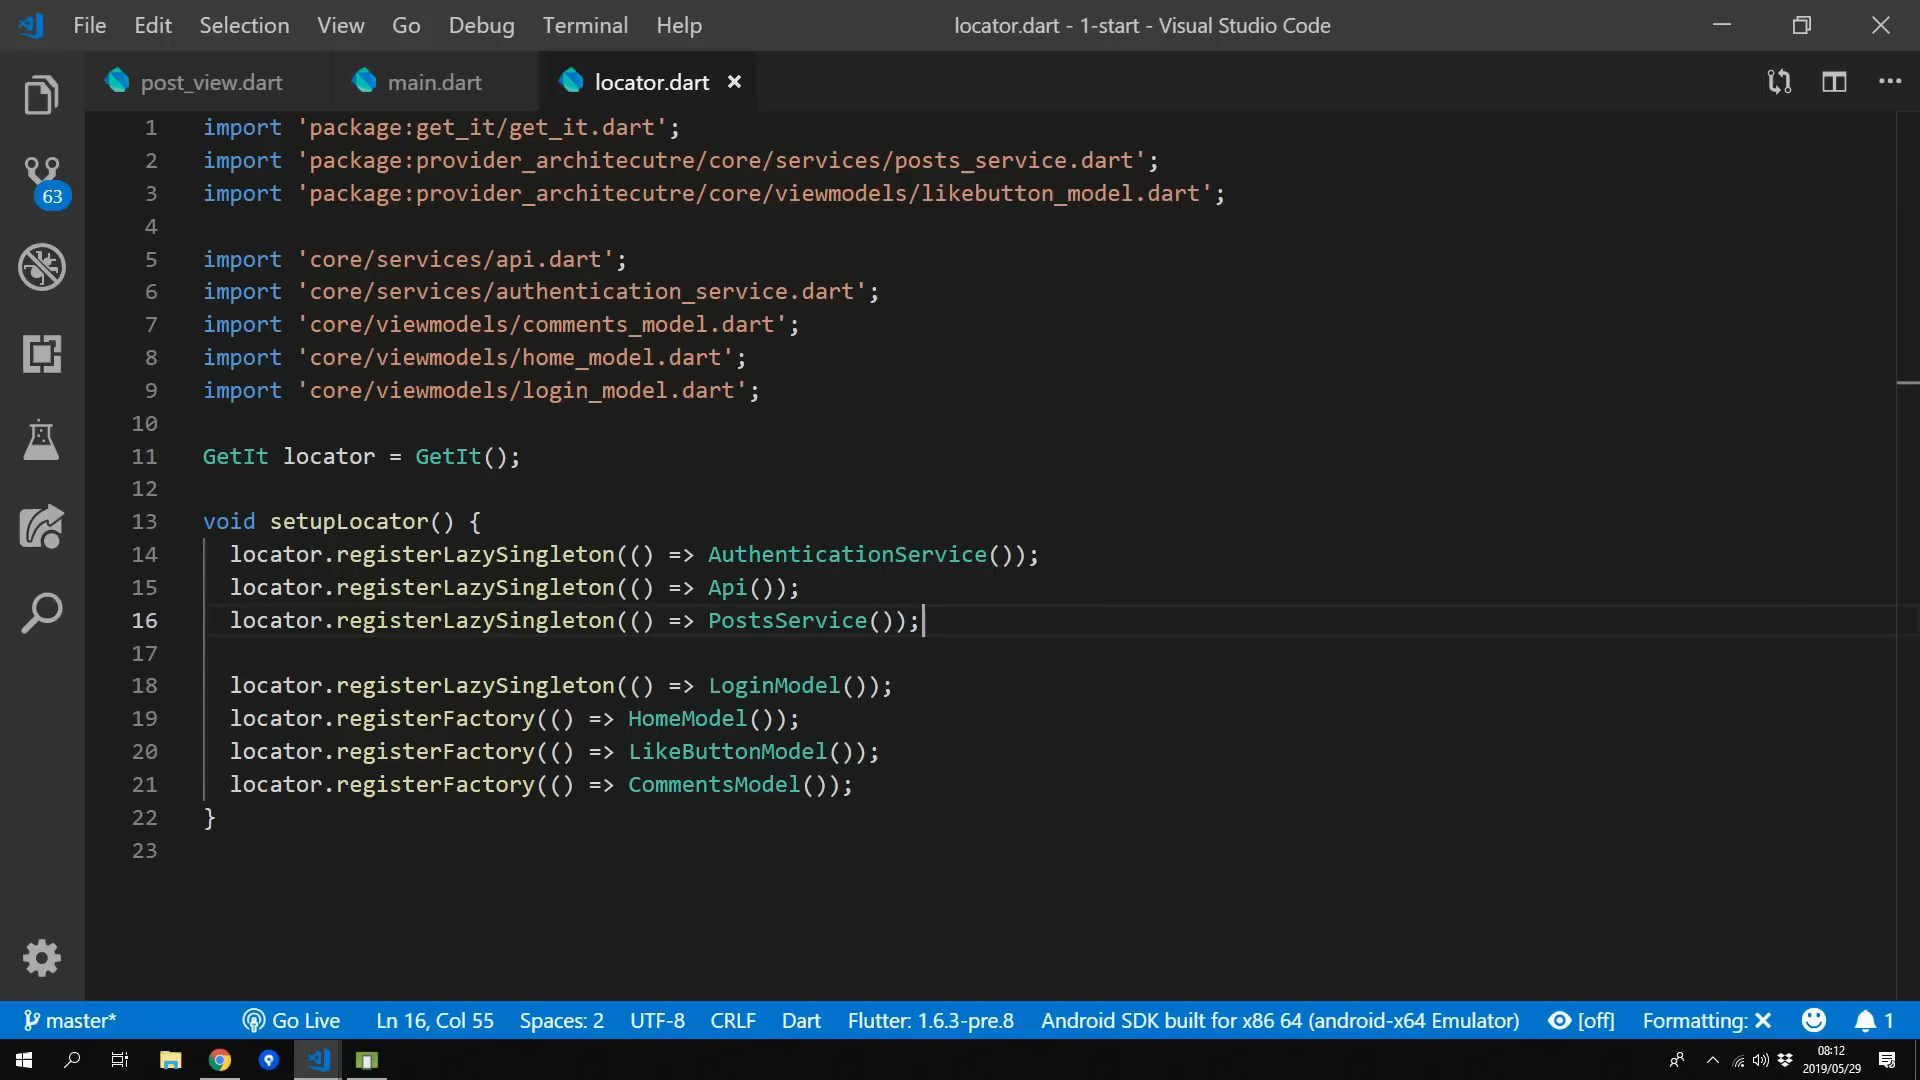 File Edit Selection View Go Debug Terminal Help locator.dart - 1-start - Visual Studio Code
post_view.dart main.dart locator.dart
63
1 import 'package:get_it/get_it.dart';
2 import 'package:provider_architecutre/core/services/posts_service.dart';
3 import 'package:provider_architecutre/core/viewmodels/likebutton_model.dart';
4
5 import 'core/services/api.dart';
6 import 'core/services/authentication_service.dart';
7 import 'core/viewmodels/comments_model.dart';
8 import 'core/viewmodels/home_model.dart';
9 import 'core/viewmodels/login_model.dart';
10
11 GetIt locator = GetIt();
12
13 void setupLocator() {
14 locator.registerLazySingleton(() => AuthenticationService());
15 locator.registerLazySingleton(() => Api());
16 locator.registerLazySingleton(() => PostsService());
17
18 locator.registerLazySingleton(() => LoginModel());
19 locator.registerFactory(() => HomeModel());
20 locator.registerFactory(() => LikeButtonModel());
21 locator.registerFactory(() => CommentsModel());
22 }
23
master* Go Live Ln 16, Col 55 Spaces: 2 UTF-8 CRLF Dart Flutter: 1.6.3-pre.8 Android SDK built for x86 64 (android-x64 Emulator) [off] Formatting: 1
08:12
2019/05/29